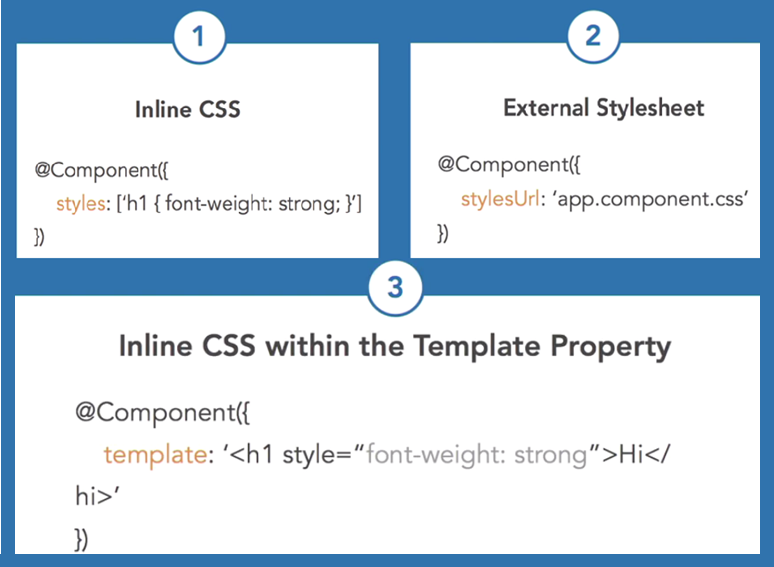 1
Inline CSS
@Component({
styles: [‘h1 { font-weight: strong; }’]
})
2
External Stylesheet
@Component({
stylesUrl: ‘app.component.css’
})
3
Inline CSS within the Template Property
@Component({
template: ‘<h1 style=“font-weight: strong”>Hi</
hi>’
})